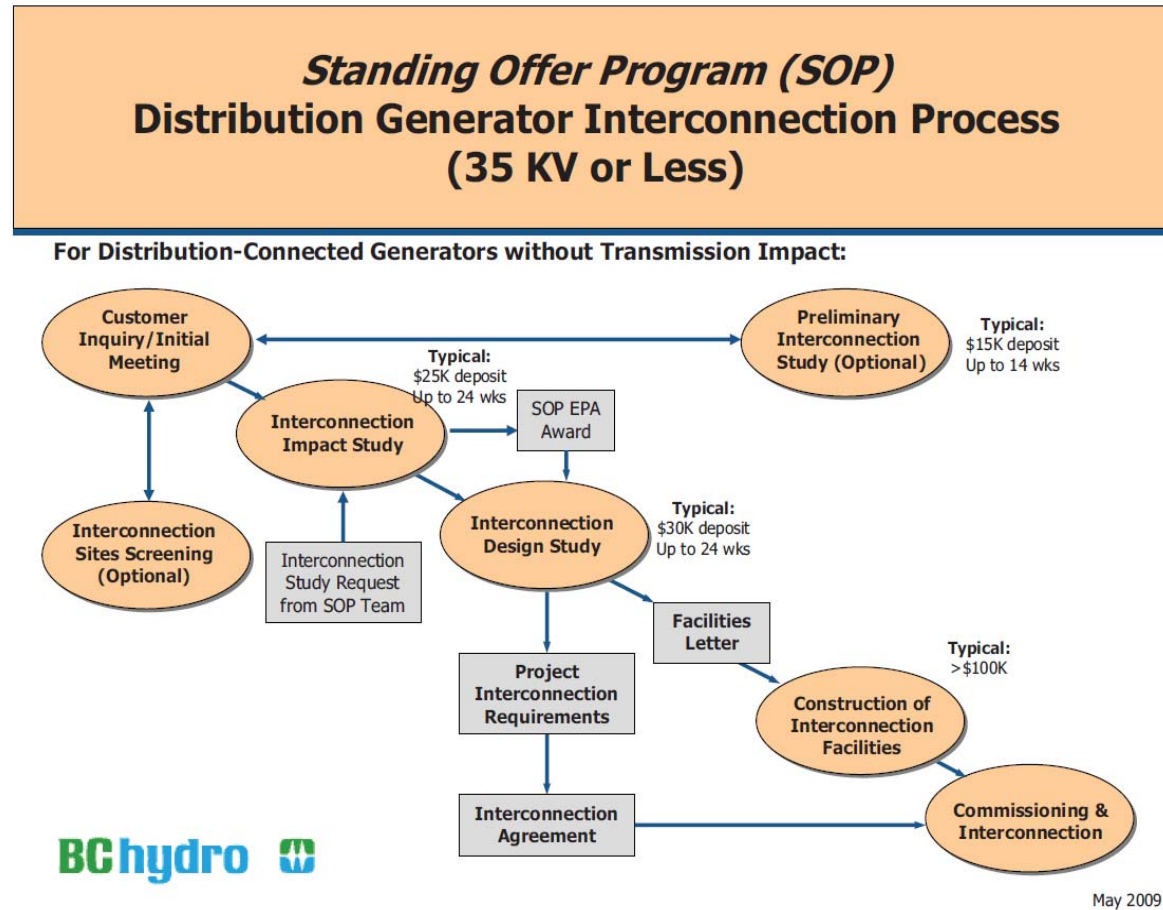 Standing Offer Program (SOP)
Distribution Generator Interconnection Process
(35 KV or Less)
For Distribution-Connected Generators without Transmission Impact:
Customer
Inquiry/Initial
Meeting
Preliminary
Interconnection
Study (Optional)
Typical:
$15K deposit
Up to 14 wks
Typical:
$25K deposit
Up to 24 wks
Interconnection
Impact Study
SOP EPA
Award
Interconnection
Sites Screening
(Optional)
Interconnection
Study Request
from SOP Team
Interconnection
Design Study
Typical:
$30K deposit
Up to 24 wks
Facilities
Letter
Project
Interconnection
Requirements
Typical:
>$100K
Construction of
Interconnection
Facilities
Interconnection
Agreement
Commissioning &
Interconnection
BChydro
May 2009